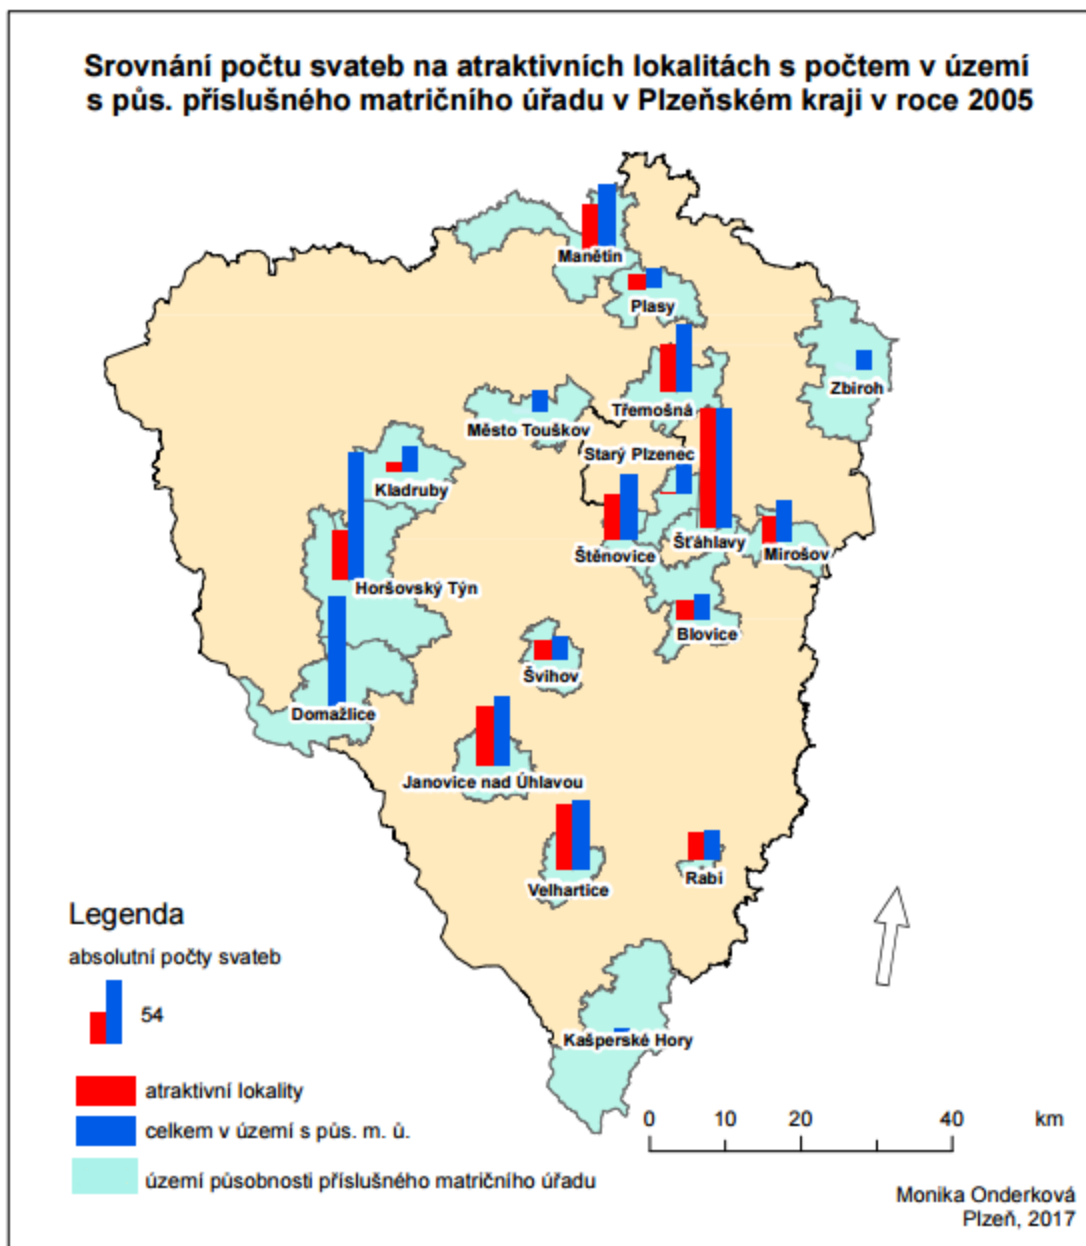 Srovnání počtu svateb na atraktivních lokalitách s počtem v území
s půs. příslušného matričního úřadu v Plzeňském kraji v roce 2005
Manětín
Plasy
Zbiroh
Třemošná
Město Touškov
Starý Plzenec
Kladruby
Štěnovice
Šťáhlavy
Mirošov
Horšovský Týn
Blovice
Švihov
Domažlice
Janovice nad Úhlavou
Velhartice
Rabí
Kašperské Hory
Legenda
absolutní počty svateb
54
atraktivní lokality
celkem v území s půs. m. ů.
území působnosti příslušného matričního úřadu
0 10 20 40 km
Monika Onderková
Plzeň, 2017